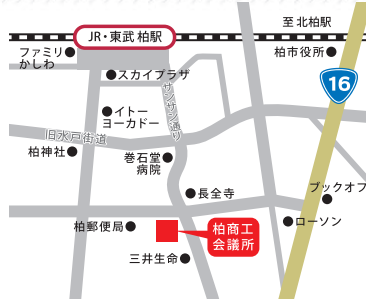 至 北柏駅
JR・東武 柏駅
ファミリ
かしわ
柏市役所
スカイプラザ
16
サンサン通り
イトー
ヨーカドー
旧水戸街道
柏神社
巻石堂
病院
ブックオフ
長全寺
ローソン
柏郵便局
柏商工
会議所
三井生命